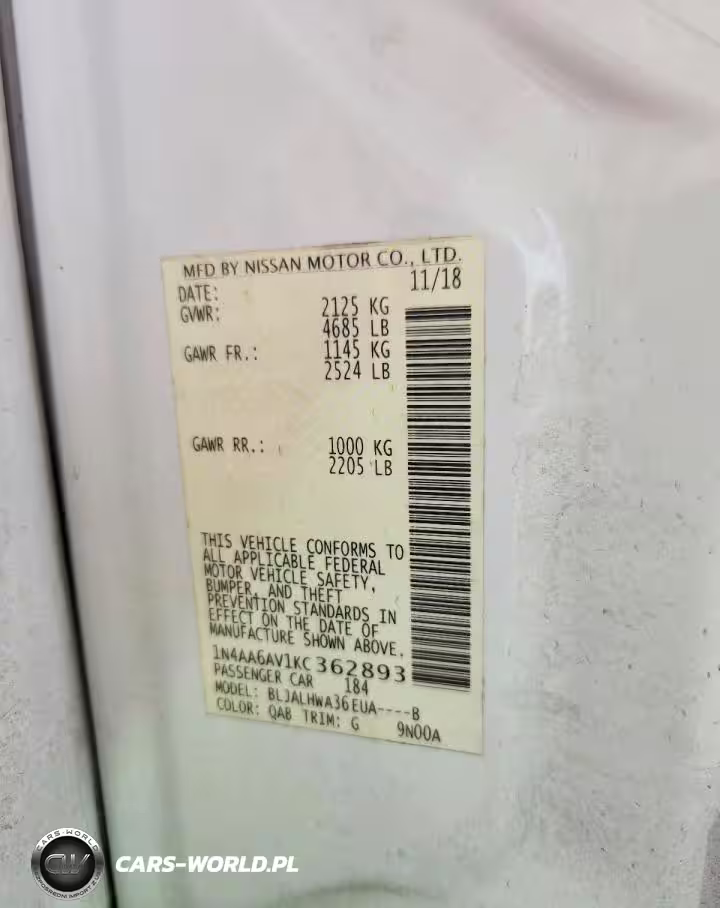 MFD BY NISSAN MOTOR CO., LTD.
DATE: 11/18
GVWR: 2125 KG
4685 LB
GAWR FR.: 1145 KG
2524 LB
GAWR RR.: 1000 KG
2205 LB
THIS VEHICLE CONFORMS TO
ALL APPLICABLE FEDERAL
MOTOR VEHICLE SAFETY,
BUMPER, AND THEFT
PREVENTION STANDARDS IN
EFFECT ON THE DATE OF
MANUFACTURE SHOWN ABOVE.
1N4AA6AV1KC362893
PASSENGER CAR 184
MODEL: BLJALHWA36EUA----B
COLOR: QAB TRIM: G 9N00A
CARS-WORLD
CW
CARS-WORLD.PL